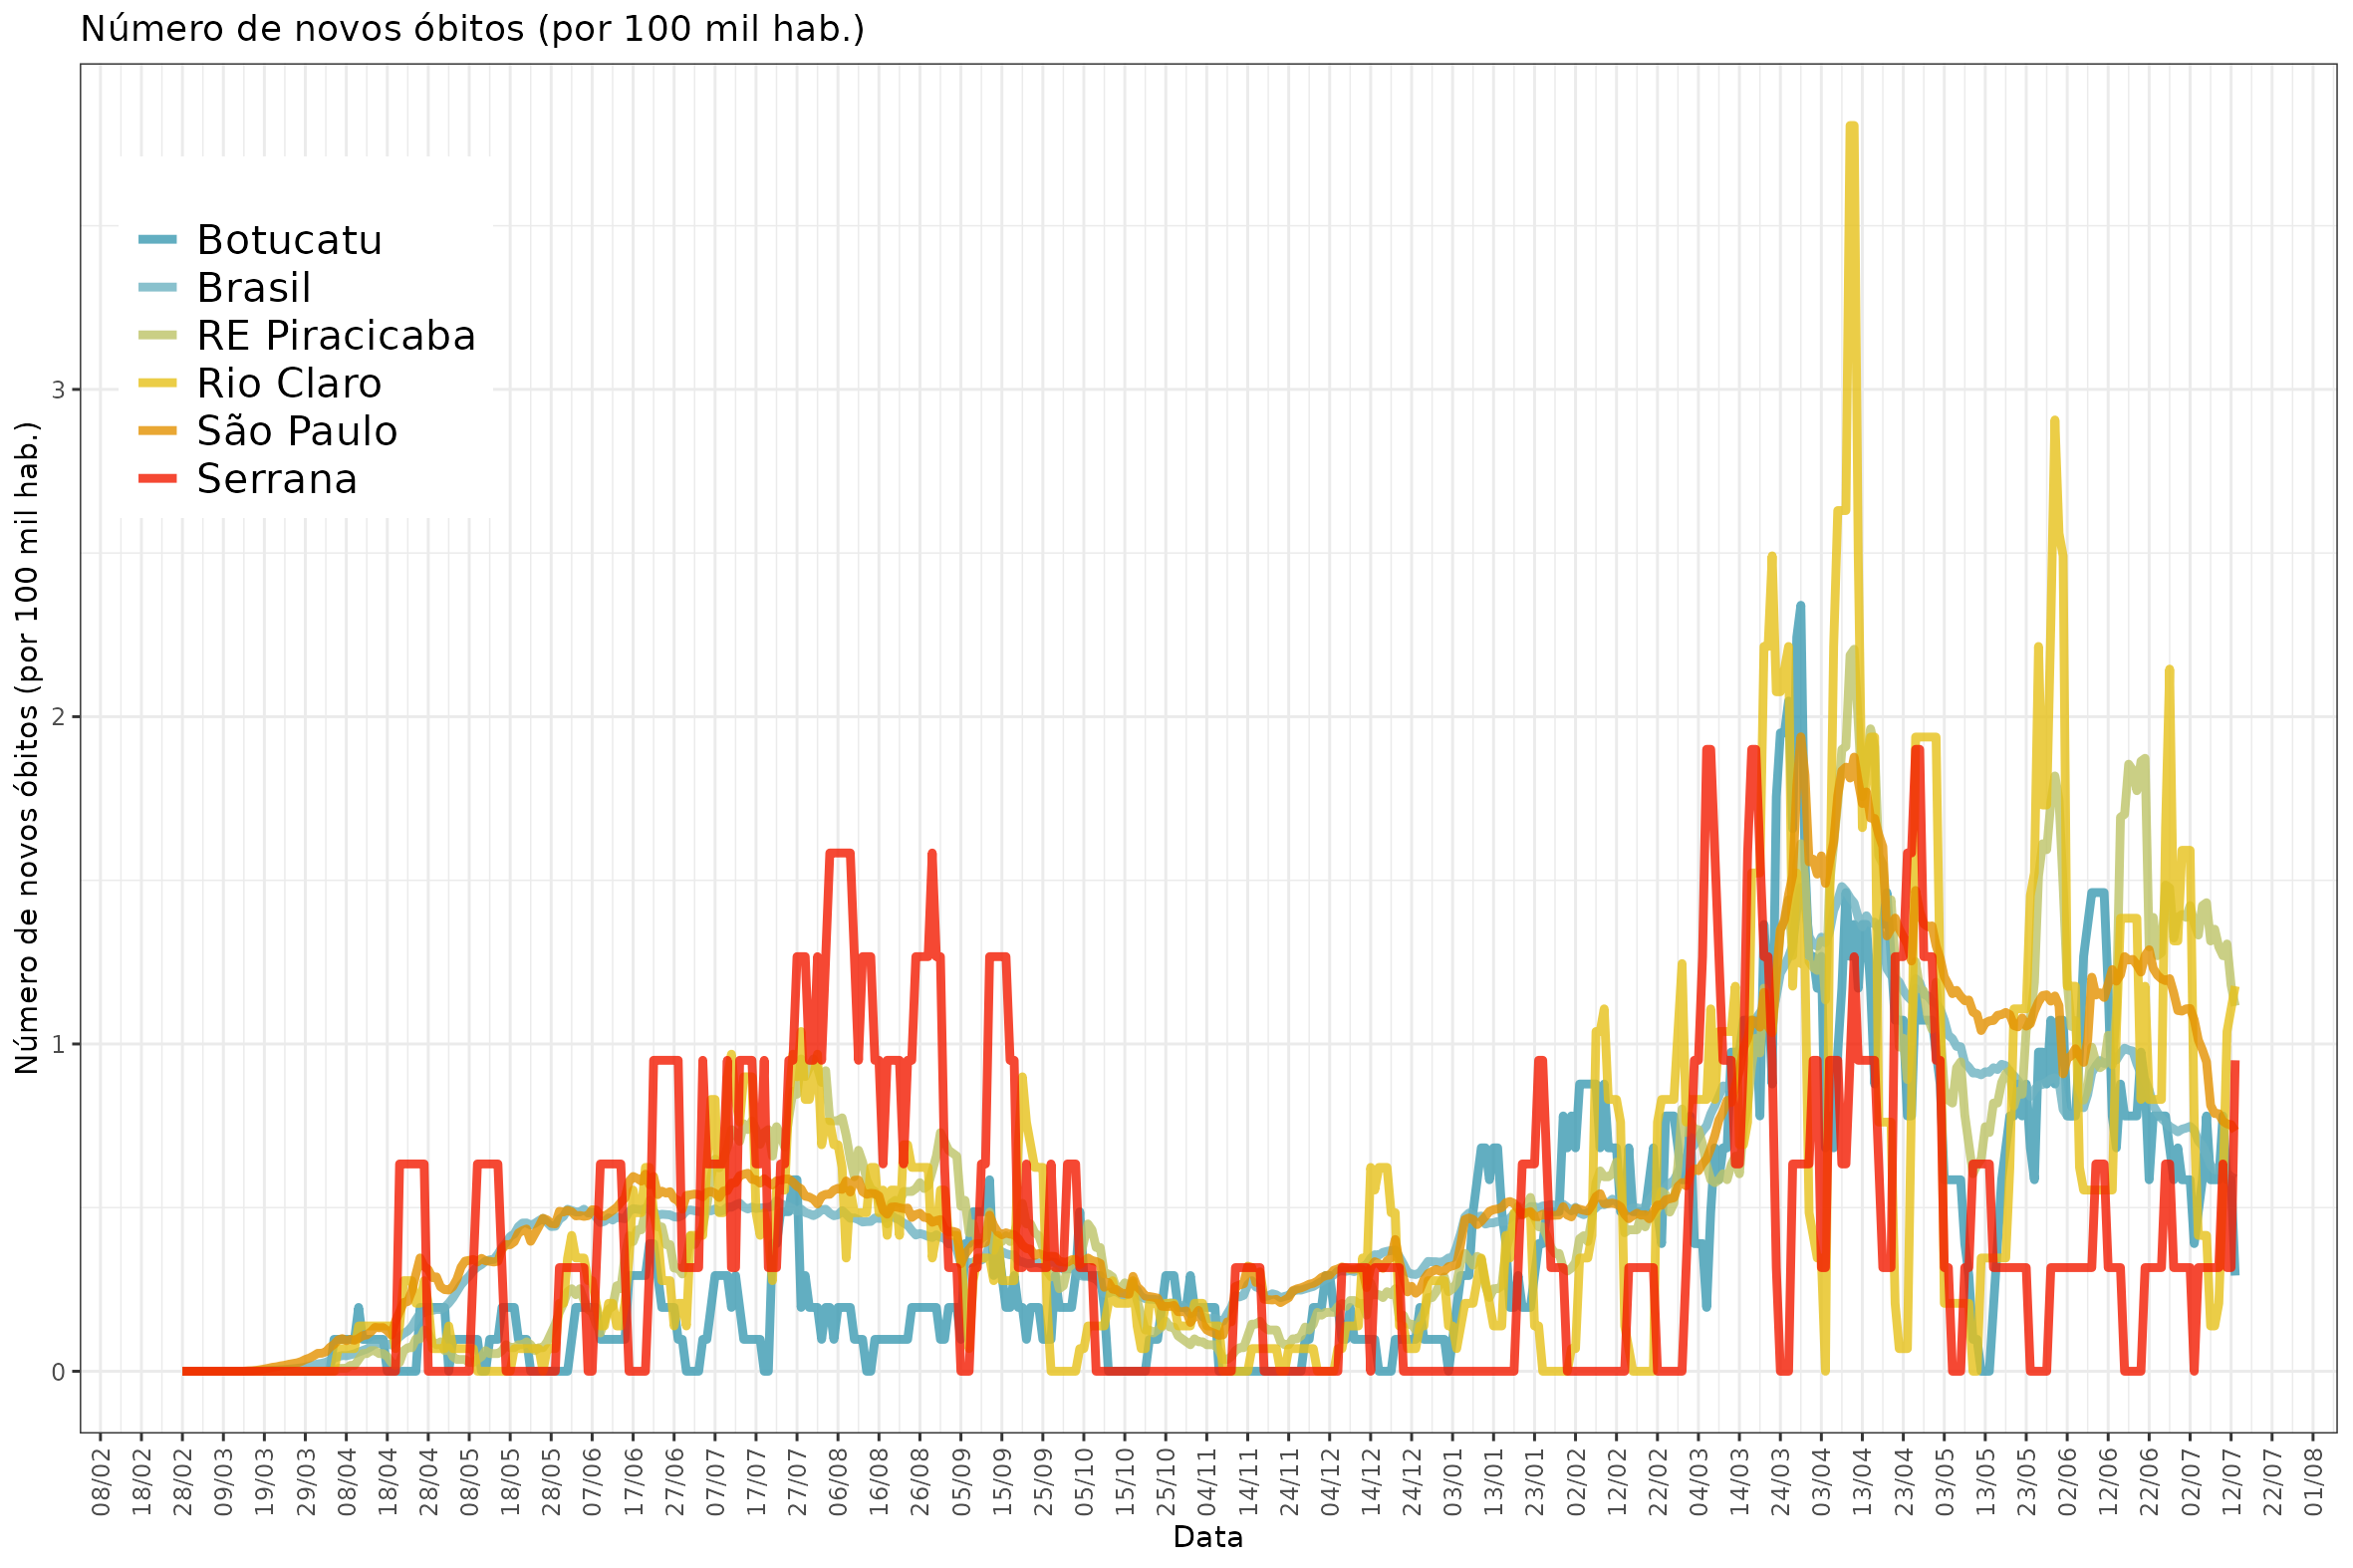 Número de novos óbitos (por 100 mil hab.)
Número de novos óbitos (por 100 mil hab.)
Botucatu
Brasil
RE Piracicaba
Rio Claro
São Paulo
Serrana
3
2
1
0
08/02 18/02 28/02 09/03 19/03 29/03 08/04 18/04 28/04 08/05 18/05 28/05 07/06 17/06 27/06 07/07 17/07 27/07 06/08 16/08 26/08 05/09 15/09 25/09 05/10 15/10 25/10 04/11 14/11 24/11 04/12 14/12 24/12 03/01 13/01 23/01 02/02 12/02 22/02 04/03 14/03 24/03 03/04 13/04 23/04 03/05 13/05 23/05 02/06 12/06 22/06 02/07 12/07 22/07 01/08
Data